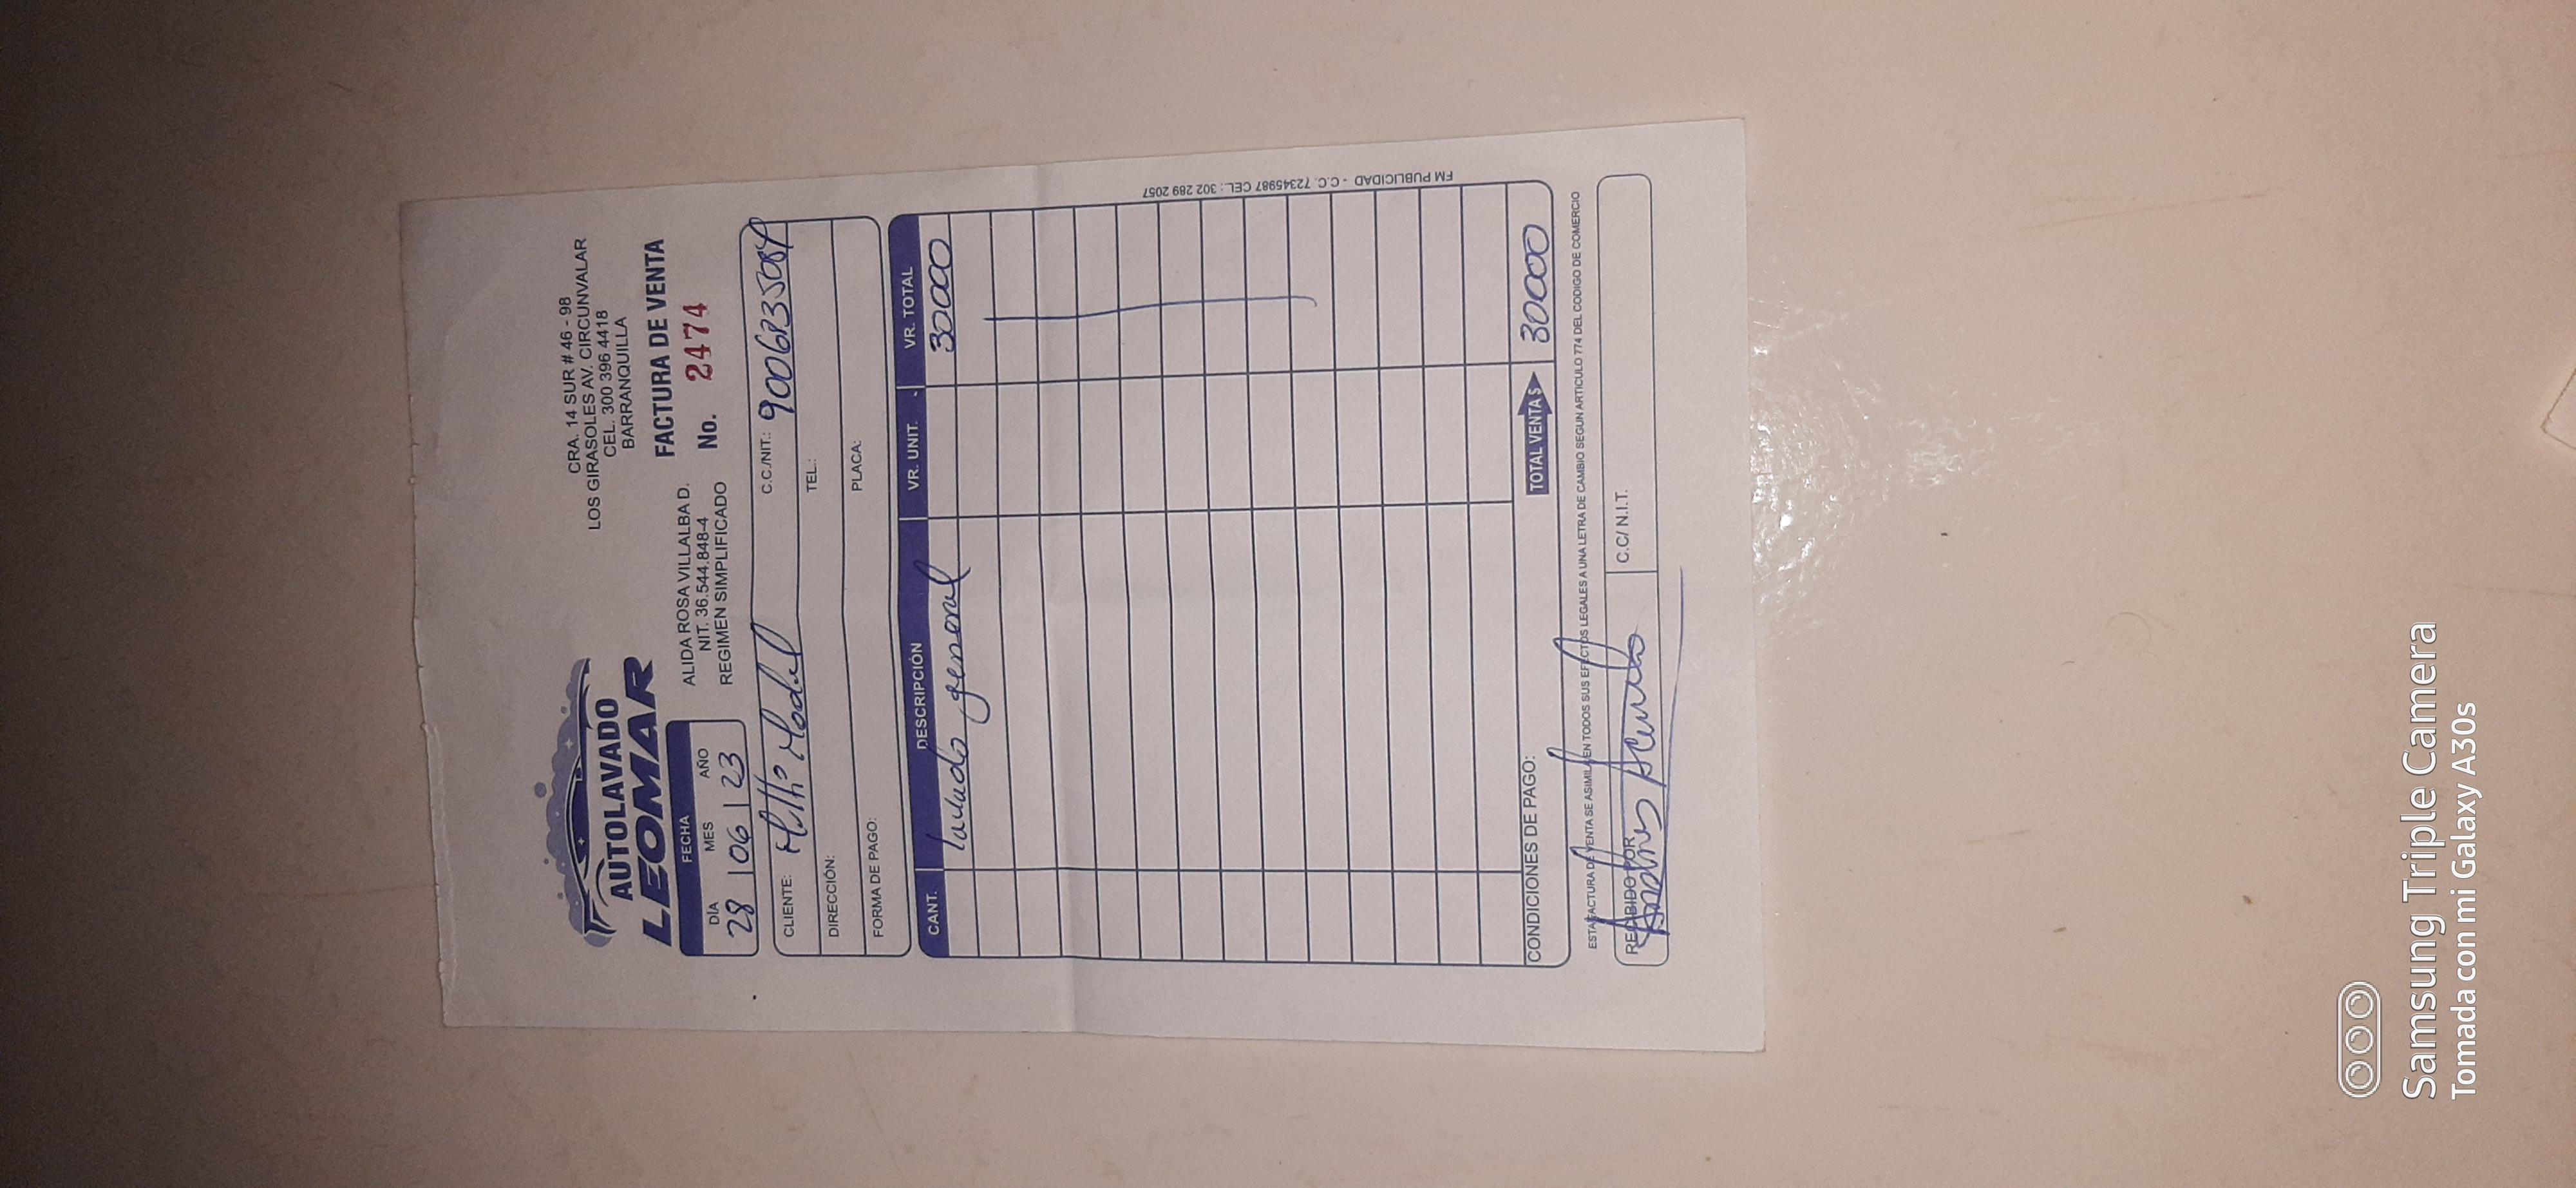 AUTOLAVADO
LEOMAR
CRA. 14 SUR # 46 - 98
LOS GIRASOLES AV. CIRCUNVALAR
CEL. 300 396 4418
BARRANQUILLA
ALIDA ROSA VILLALBA D.
NIT. 36.544.848-4
REGIMEN SIMPLIFICADO
FACTURA DE VENTA
No. 2474
FECHA
DÍA MES AÑO
28 06 23
CLIENTE: C.C./NIT.:
DIRECCIÓN: TEL.:
FORMA DE PAGO: PLACA:
CANT. DESCRIPCIÓN VR. UNIT. VR. TOTAL
lavado general 30000
CONDICIONES DE PAGO: TOTAL VENTA $ 30000
ESTA FACTURA DE VENTA SE ASIMILA EN TODOS SUS EFECTOS LEGALES A UNA LETRA DE CAMBIO SEGUN ARTICULO 774 DEL CODIGO DE COMERCIO
RECIBIDO POR C.C/ N.I.T.
FM PUBLICIDAD - C.C. 72345987 CEL.: 302 289 2057
Samsung Triple Camera
Tomada con mi Galaxy A30s